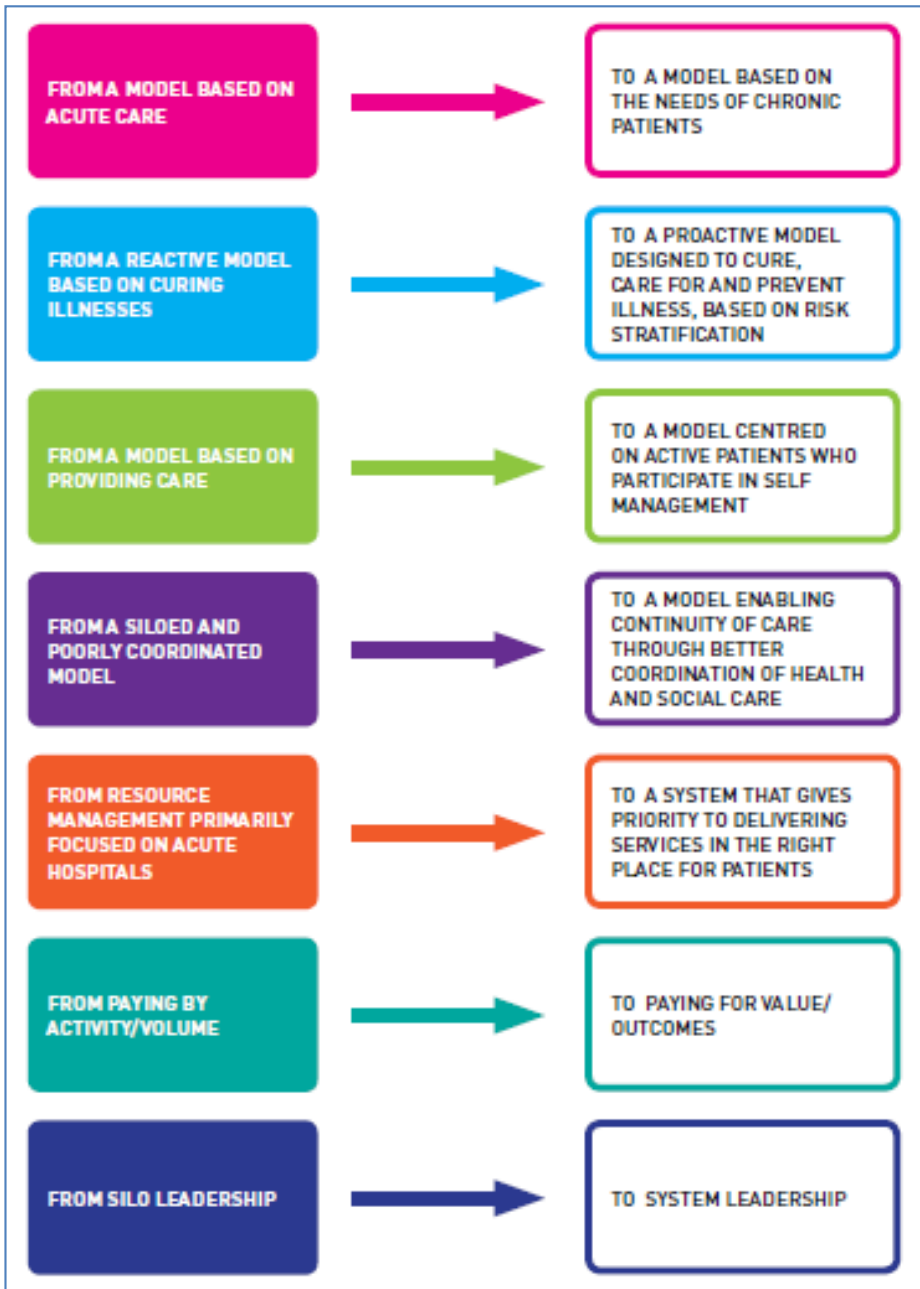 FROM A MODEL BASED ON
ACUTE CARE
TO A MODEL BASED ON
THE NEEDS OF CHRONIC
PATIENTS
FROM A REACTIVE MODEL
BASED ON CURING
ILLNESSES
TO A PROACTIVE MODEL
DESIGNED TO CURE,
CARE FOR AND PREVENT
ILLNESS, BASED ON RISK
STRATIFICATION
FROM A MODEL BASED ON
PROVIDING CARE
TO A MODEL CENTRED
ON ACTIVE PATIENTS WHO
PARTICIPATE IN SELF
MANAGEMENT
FROM A SILOED AND
POORLY COORDINATED
MODEL
TO A MODEL ENABLING
CONTINUITY OF CARE
THROUGH BETTER
COORDINATION OF HEALTH
AND SOCIAL CARE
FROM RESOURCE
MANAGEMENT PRIMARILY
FOCUSED ON ACUTE
HOSPITALS
TO A SYSTEM THAT GIVES
PRIORITY TO DELIVERING
SERVICES IN THE RIGHT
PLACE FOR PATIENTS
FROM PAYING BY
ACTIVITY/VOLUME
TO PAYING FOR VALUE/
OUTCOMES
FROM SILO LEADERSHIP
TO SYSTEM LEADERSHIP